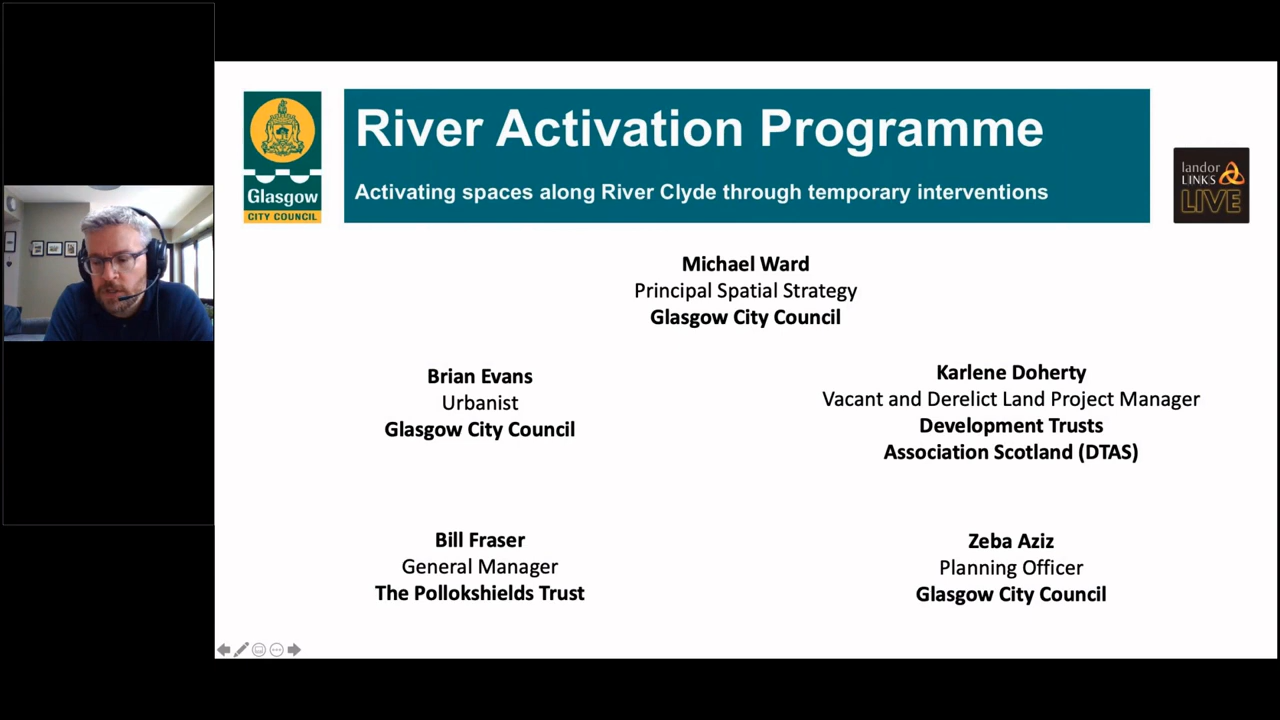 River Activation Programme
Activating spaces along River Clyde through temporary interventions
Glasgow
CITY COUNCIL
landor
LINKS
LIVE
Michael Ward
Principal Spatial Strategy
Glasgow City Council
Brian Evans
Urbanist
Glasgow City Council
Karlene Doherty
Vacant and Derelict Land Project Manager
Development Trusts
Association Scotland (DTAS)
Bill Fraser
General Manager
The Pollokshields Trust
Zeba Aziz
Planning Officer
Glasgow City Council